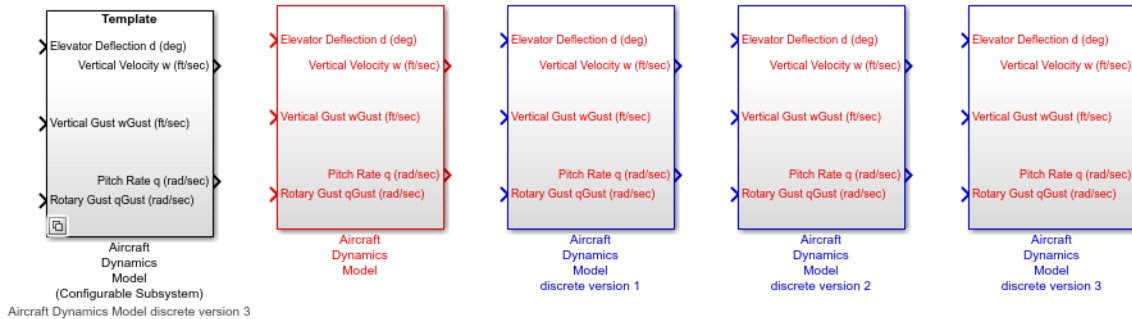 Template
Elevator Deflection d (deg)
Vertical Velocity w (ft/sec)
Vertical Gust wGust (ft/sec)
Pitch Rate q (rad/sec)
Rotary Gust qGust (rad/sec)
Aircraft
Dynamics
Model
(Configurable Subsystem)
Aircraft Dynamics Model discrete version 3
Elevator Deflection d (deg)
Vertical Velocity w (ft/sec)
Vertical Gust wGust (ft/sec)
Pitch Rate q (rad/sec)
Rotary Gust qGust (rad/sec)
Aircraft
Dynamics
Model
Elevator Deflection d (deg)
Vertical Velocity w (ft/sec)
Vertical Gust wGust (ft/sec)
Pitch Rate q (rad/sec)
Rotary Gust qGust (rad/sec)
Aircraft
Dynamics
Model
discrete version 1
Elevator Deflection d (deg)
Vertical Velocity w (ft/sec)
Vertical Gust wGust (ft/sec)
Pitch Rate q (rad/sec)
Rotary Gust qGust (rad/sec)
Aircraft
Dynamics
Model
discrete version 2
Elevator Deflection d (deg)
Vertical Velocity w (ft/sec)
Vertical Gust wGust (ft/sec)
Pitch Rate q (rad/sec)
Rotary Gust qGust (rad/sec)
Aircraft
Dynamics
Model
discrete version 3